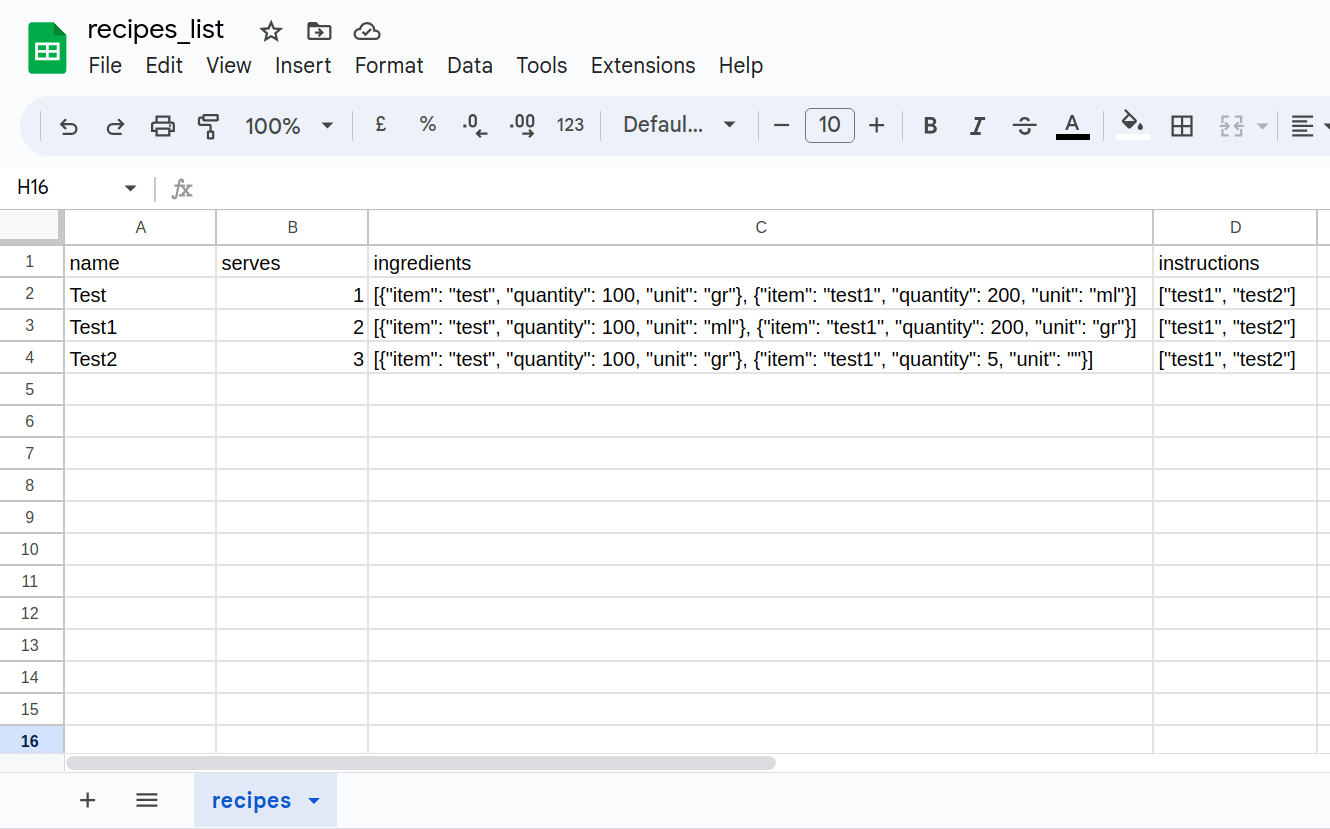 recipes_list
File Edit View Insert Format Data Tools Extensions Help
100% £ % .0 .00 123 Defaul... 10 B I S A
H16 fx
A B C D
1 name serves ingredients instructions
2 Test 1 [{"item": "test", "quantity": 100, "unit": "gr"}, {"item": "test1", "quantity": 200, "unit": "ml"}] ["test1", "test2"]
3 Test1 2 [{"item": "test", "quantity": 100, "unit": "ml"}, {"item": "test1", "quantity": 200, "unit": "gr"}] ["test1", "test2"]
4 Test2 3 [{"item": "test", "quantity": 100, "unit": "gr"}, {"item": "test1", "quantity": 5, "unit": ""}] ["test1", "test2"]
5
6
7
8
9
10
11
12
13
14
15
16
recipes